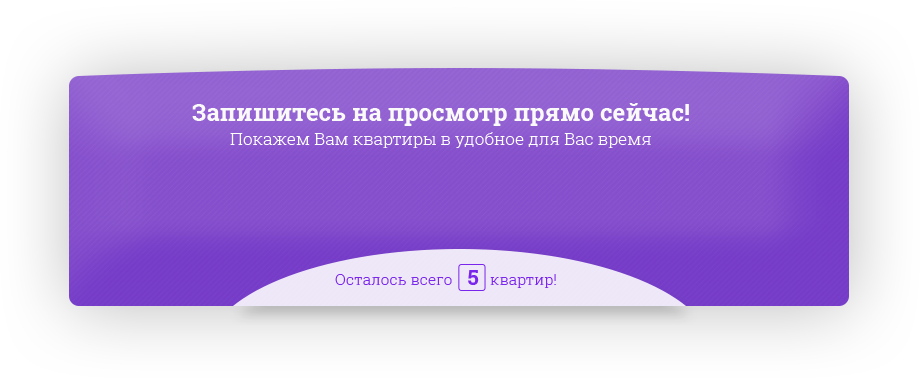 Запишитесь на просмотр прямо сейчас!
Покажем Вам квартиры в удобное для Вас время
Осталось всего 5 квартир!